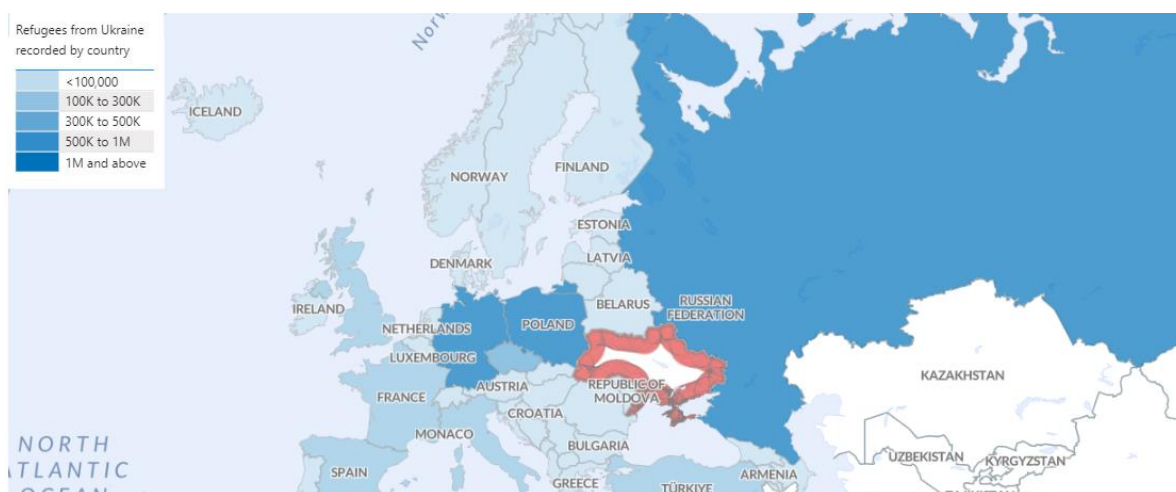 Refugees from Ukraine
recorded by country
<100,000
100K to 300K
300K to 500K
500K to 1M
1M and above
ICELAND
NORWAY
FINLAND
ESTONIA
DENMARK
LATVIA
IRELAND
BELARUS
RUSSIAN
FEDERATION
NETHERLANDS
POLAND
LUXEMBOURG
KAZAKHSTAN
AUSTRIA
REPUBLIC OF
MOLDOVA
FRANCE
CROATIA
MONACO
BULGARIA
NORTH
ATLANTIC
OCEAN
SPAIN
GREECE
TÜRKIYE
ARMENIA
UZBEKISTAN
KYRGYZSTAN